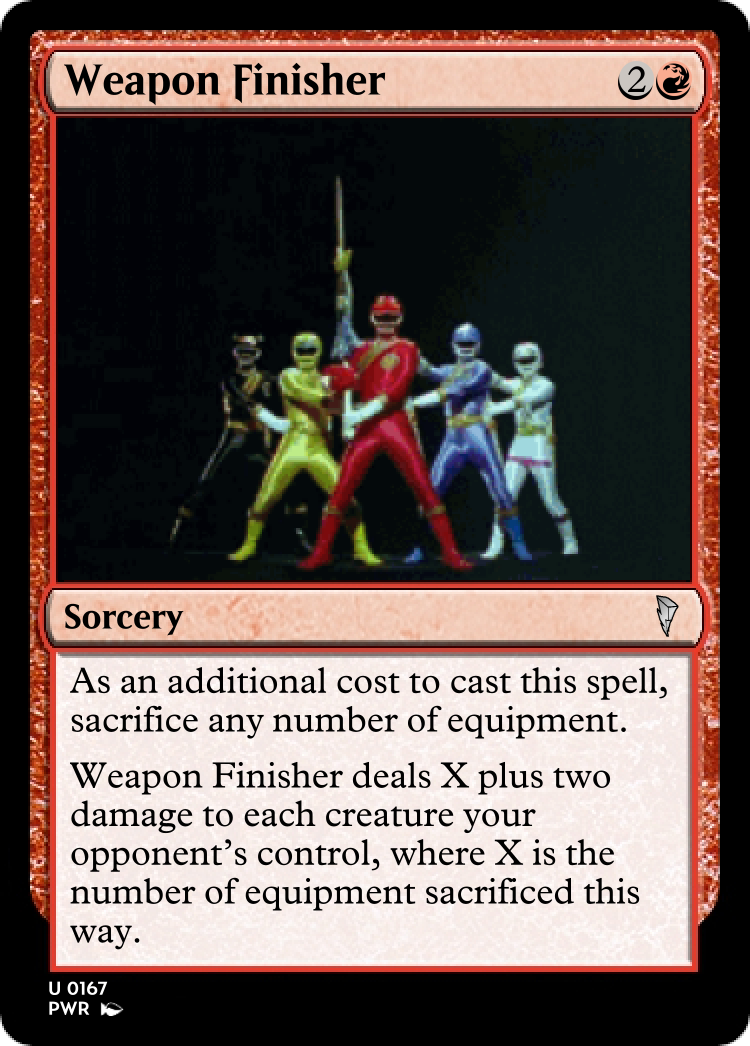 Weapon Finisher 2
Sorcery
As an additional cost to cast this spell,
sacrifice any number of equipment.
Weapon Finisher deals X plus two
damage to each creature your
opponent's control, where X is the
number of equipment sacrificed this
way.
U 0167
PWR